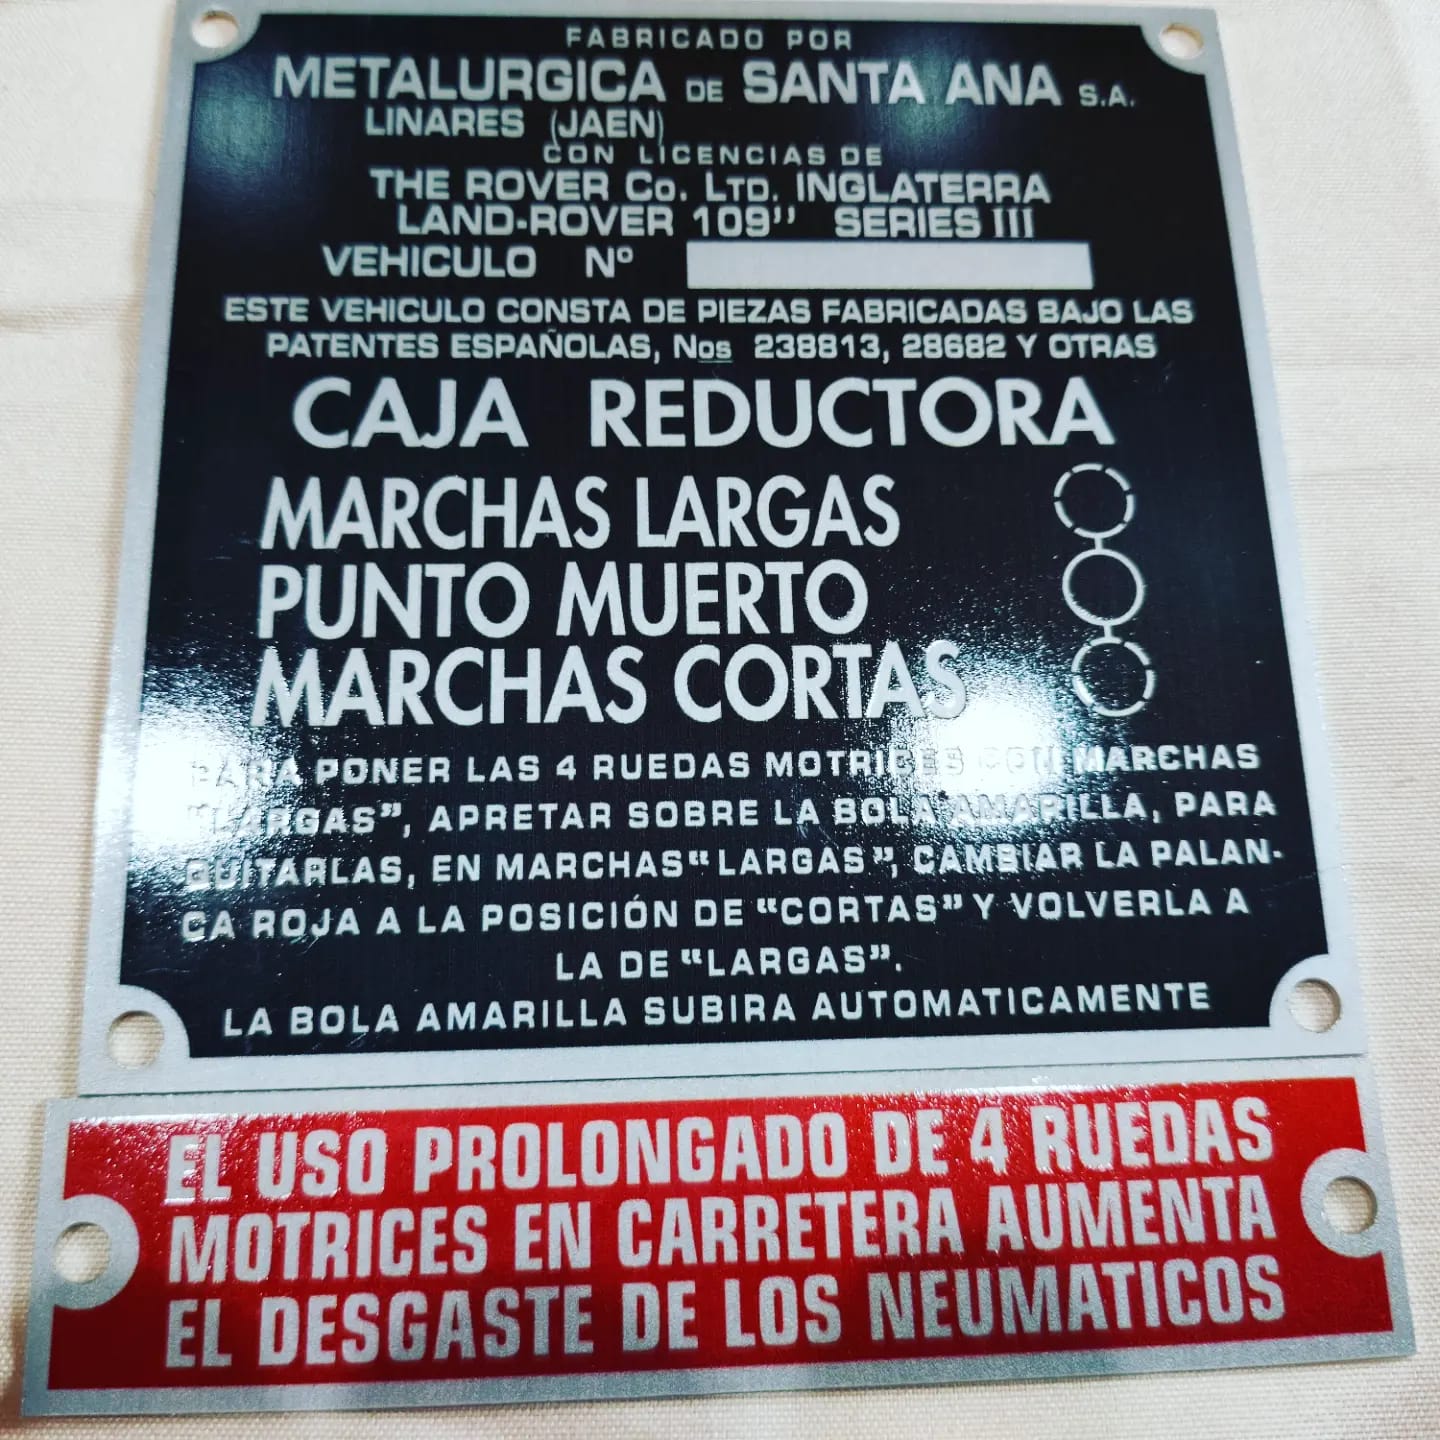 FABRICADO POR
METALURGICA DE SANTA ANA S.A.
LINARES (JAEN)
CON LICENCIAS DE
THE ROVER Co. LTD. INGLATERRA
LAND-ROVER 109" SERIES III
VEHICULO Nº
ESTE VEHICULO CONSTA DE PIEZAS FABRICADAS BAJO LAS
PATENTES ESPAÑOLAS, Nos 238813, 28682 Y OTRAS
CAJA REDUCTORA
MARCHAS LARGAS
PUNTO MUERTO
MARCHAS CORTAS
PARA PONER LAS 4 RUEDAS MOTRICES CON MARCHAS
"LARGAS", APRETAR SOBRE LA BOLA AMARILLA, PARA
QUITARLAS, EN MARCHAS "LARGAS", CAMBIAR LA PALAN-
CA ROJA A LA POSICIÓN DE "CORTAS" Y VOLVERLA A
LA DE "LARGAS".
LA BOLA AMARILLA SUBIRA AUTOMATICAMENTE
EL USO PROLONGADO DE 4 RUEDAS
MOTRICES EN CARRETERA AUMENTA
EL DESGASTE DE LOS NEUMATICOS